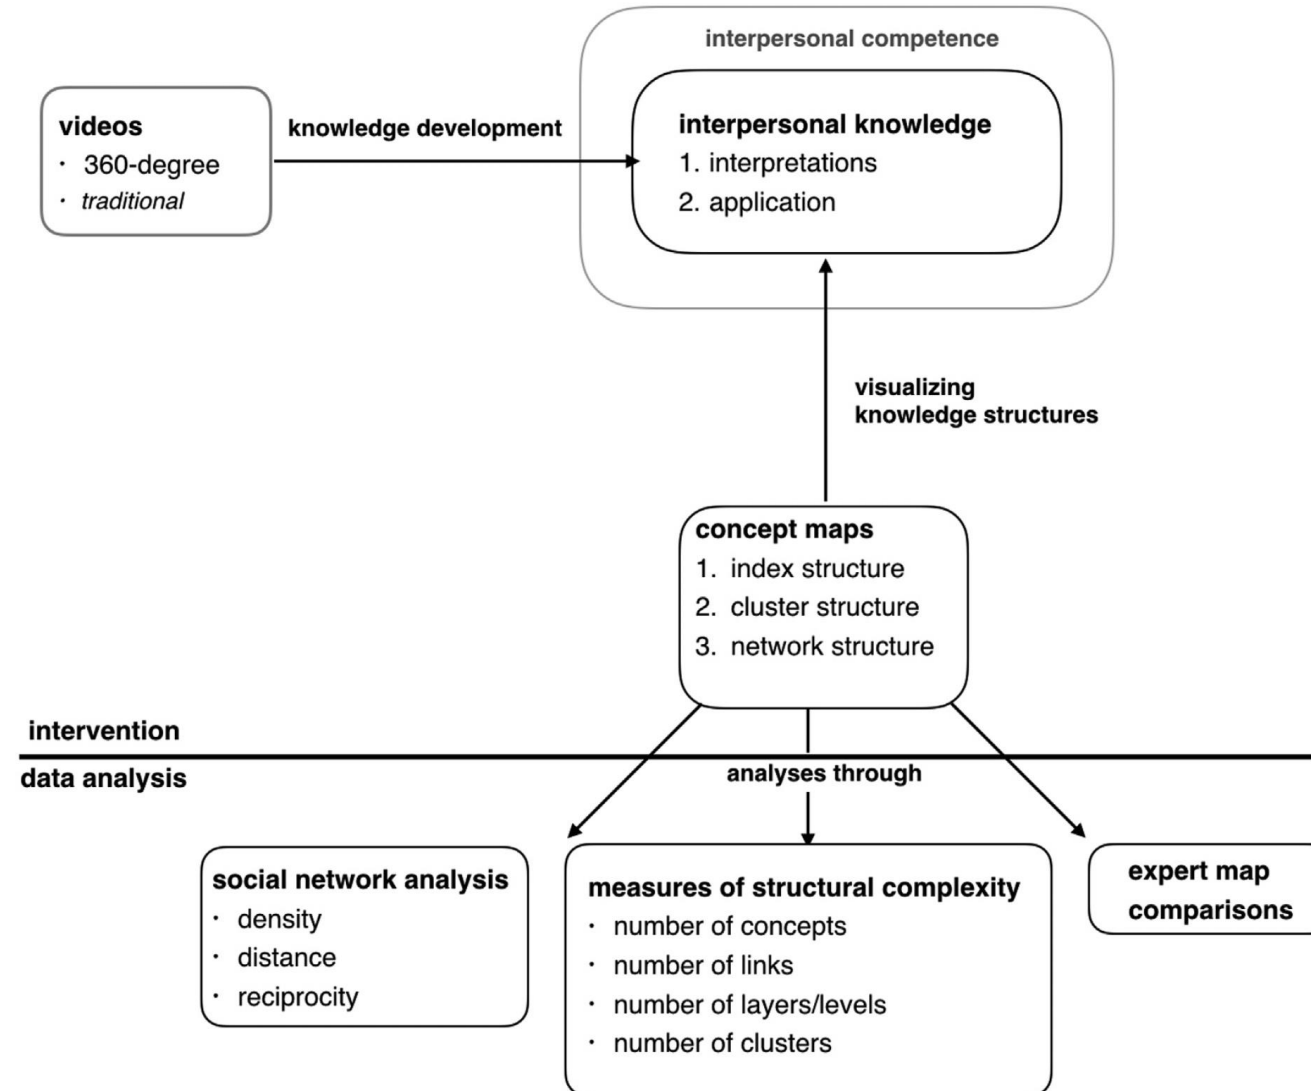 interpersonal competence
videos
· 360-degree
· traditional
knowledge development
interpersonal knowledge
1. interpretations
2. application
visualizing
knowledge structures
concept maps
1. index structure
2. cluster structure
3. network structure
intervention
data analysis
analyses through
social network analysis
· density
· distance
· reciprocity
measures of structural complexity
· number of concepts
· number of links
· number of layers/levels
· number of clusters
expert map
comparisons